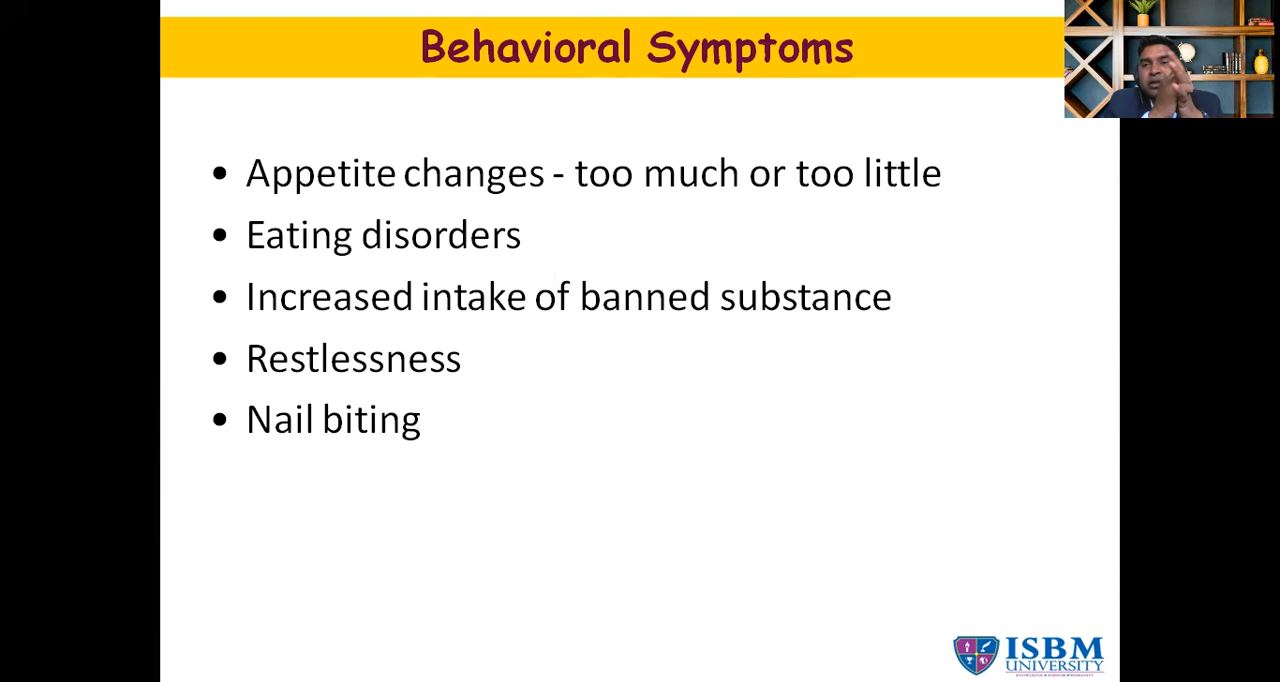 Behavioral Symptoms
• Appetite changes - too much or too little
• Eating disorders
• Increased intake of banned substance
• Restlessness
• Nail biting
ISBM
UNIVERSITY